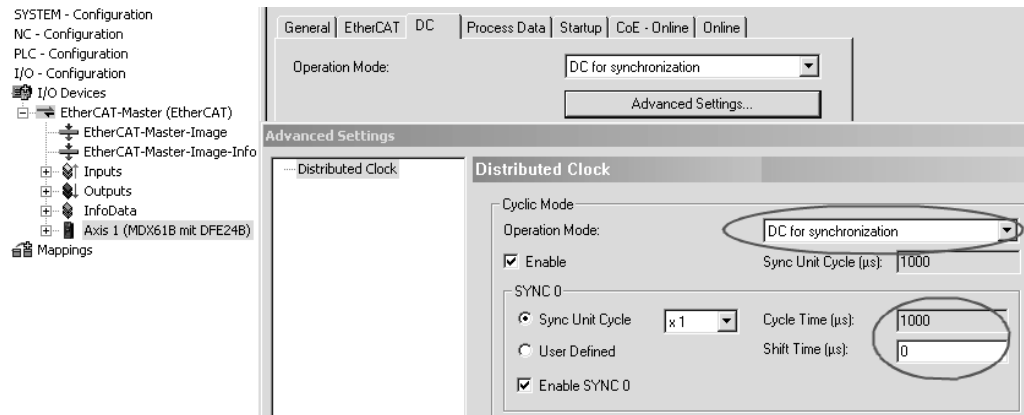 SYSTEM - Configuration
NC - Configuration
PLC - Configuration
I/O - Configuration
I/O Devices
EtherCAT-Master (EtherCAT)
EtherCAT-Master-Image
EtherCAT-Master-Image-Info
Inputs
Outputs
InfoData
Axis 1 (MDX61B mit DFE24B)
Mappings
General EtherCAT DC Process Data Startup CoE - Online Online
Operation Mode: DC for synchronization
Advanced Settings...
Advanced Settings
Distributed Clock
Distributed Clock
Cyclic Mode
Operation Mode: DC for synchronization
Enable Sync Unit Cycle (µs): 1000
SYNC 0
Sync Unit Cycle x 1 Cycle Time (µs): 1000
User Defined Shift Time (µs): 0
Enable SYNC 0